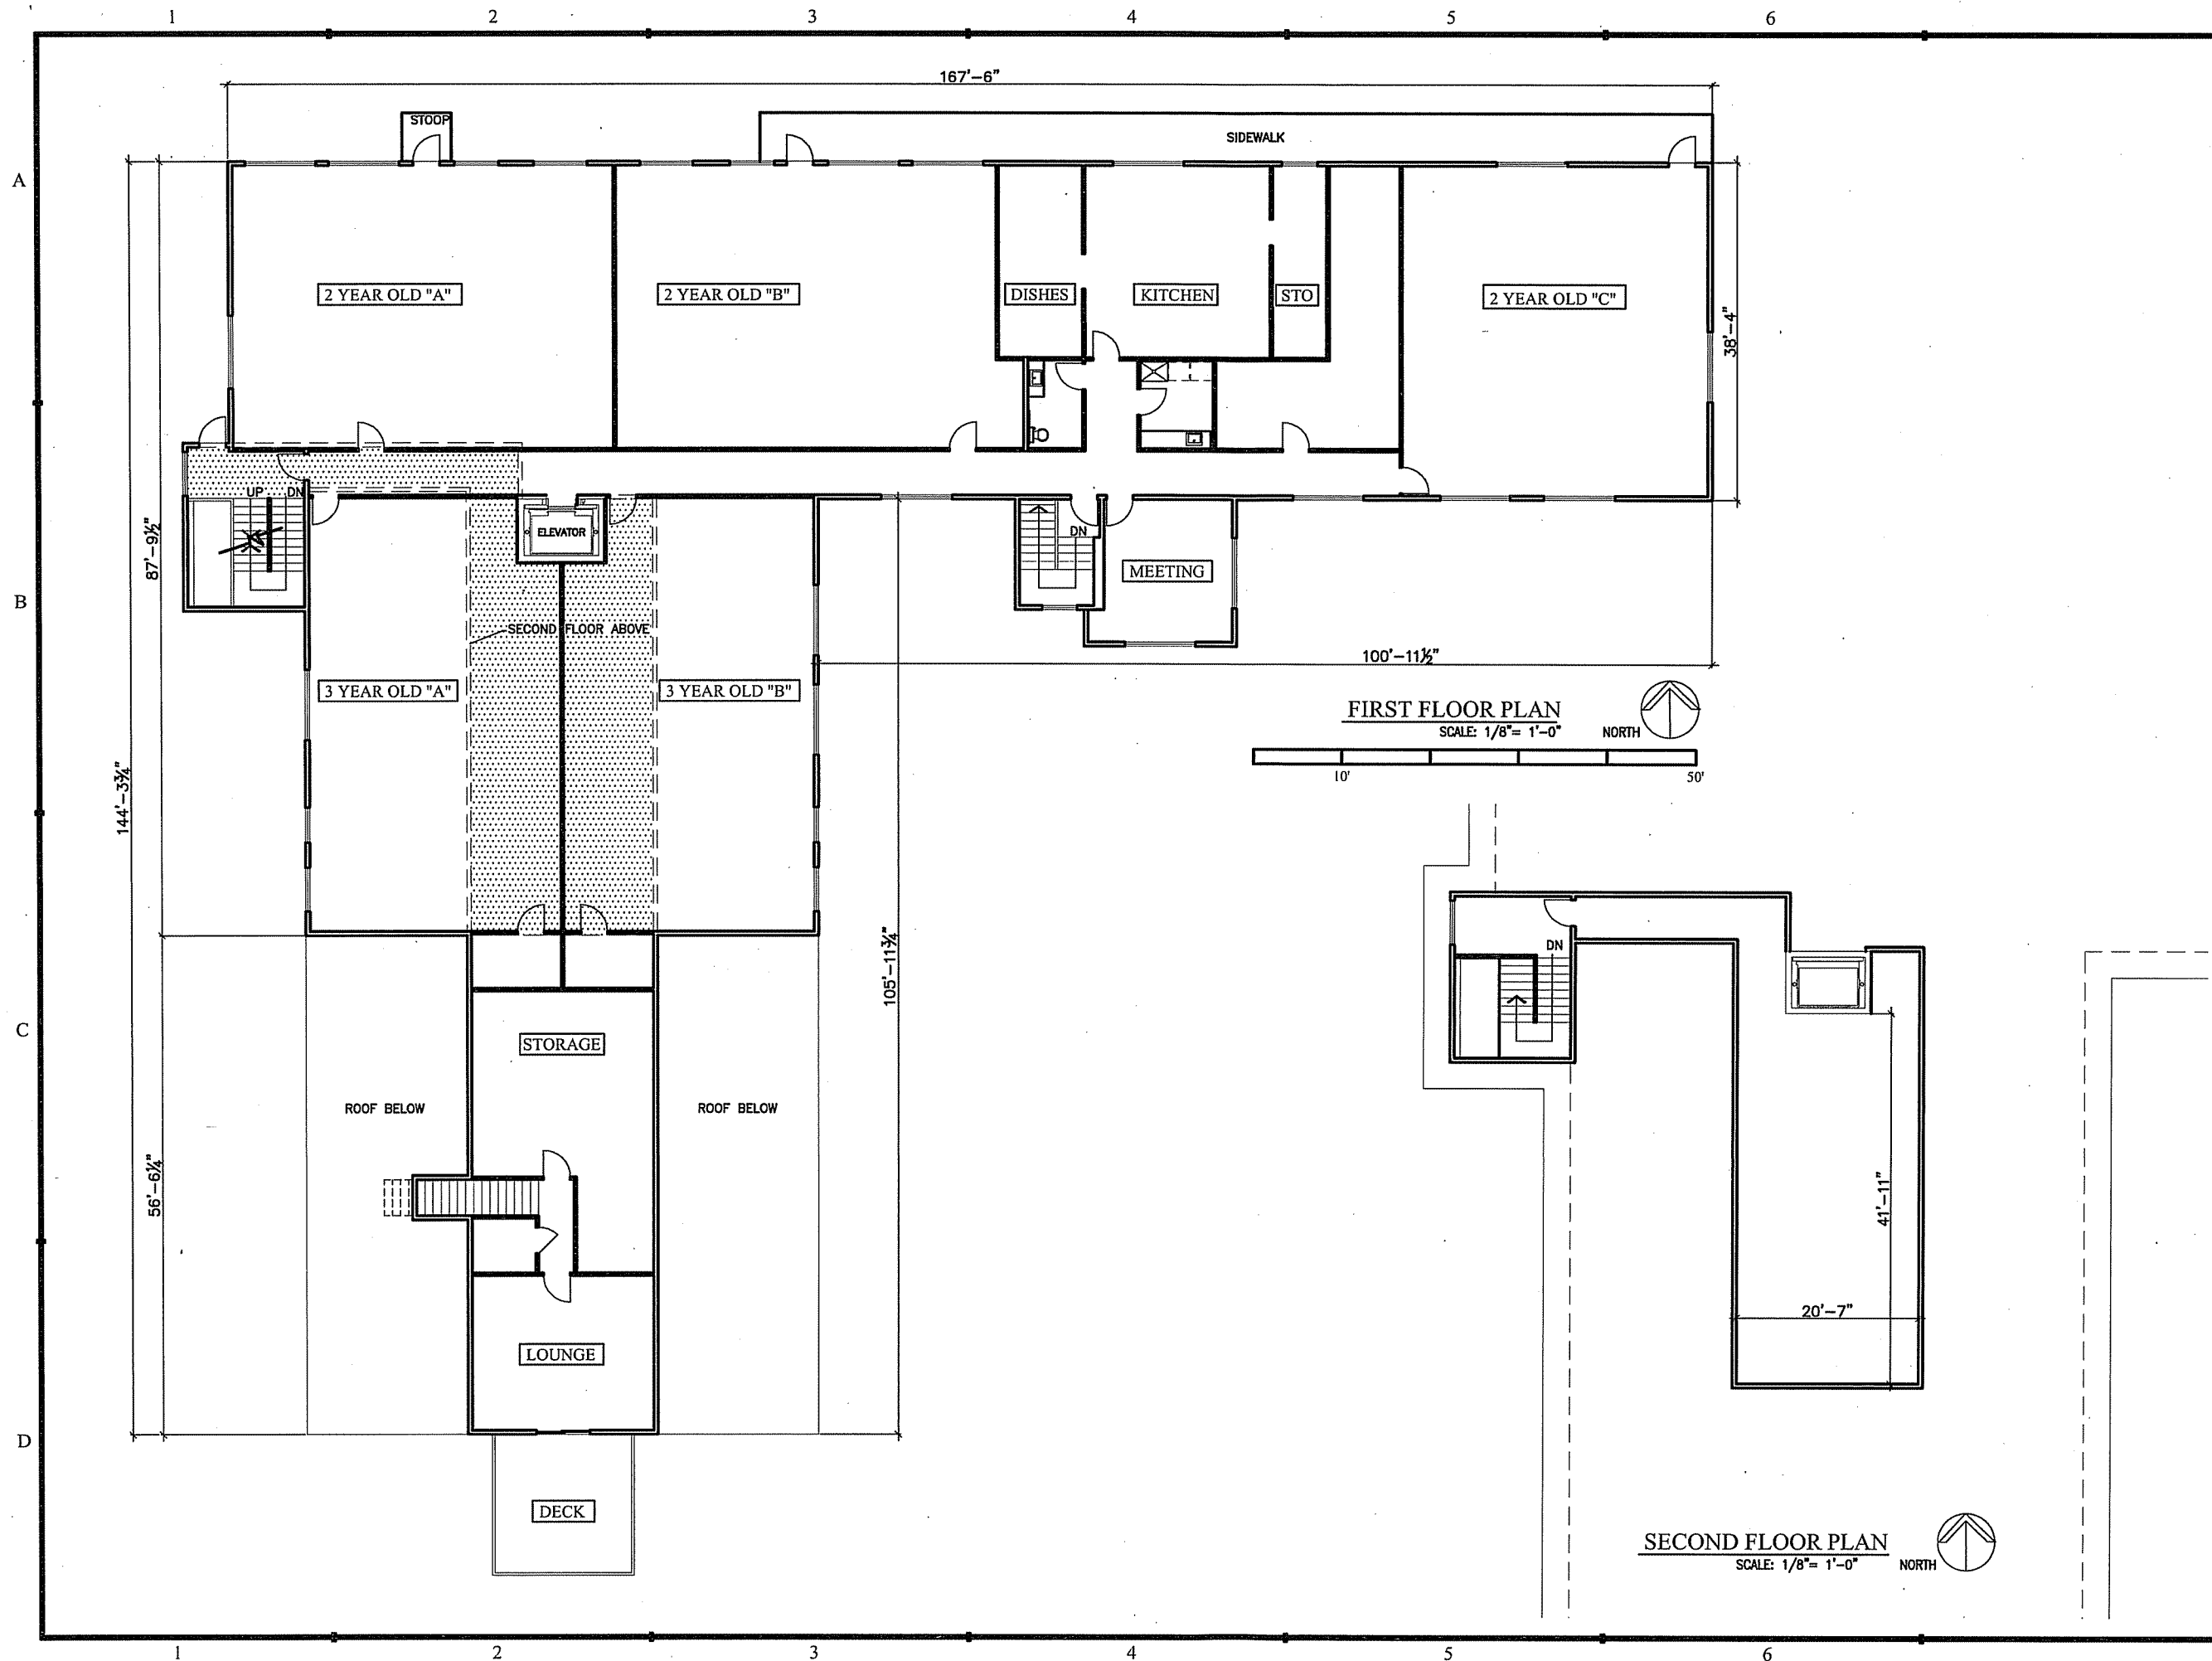 1 2 3 4 5 6
167'-6"
STOOP
SIDEWALK
A
2 YEAR OLD "A"
2 YEAR OLD "B"
DISHES
KITCHEN
STO
2 YEAR OLD "C"
38'-4"
UP DN
ELEVATOR
DN
87'-9½"
MEETING
B
SECOND FLOOR ABOVE
100'-11½"
3 YEAR OLD "A"
3 YEAR OLD "B"
FIRST FLOOR PLAN
SCALE: 1/8"= 1'-0"
NORTH
10' 50'
144'-3¾"
105'-11¾"
DN
C
STORAGE
ROOF BELOW
ROOF BELOW
56'-6¼"
41'-11"
20'-7"
LOUNGE
D
DECK
SECOND FLOOR PLAN
SCALE: 1/8"= 1'-0"
NORTH
1 2 3 4 5 6